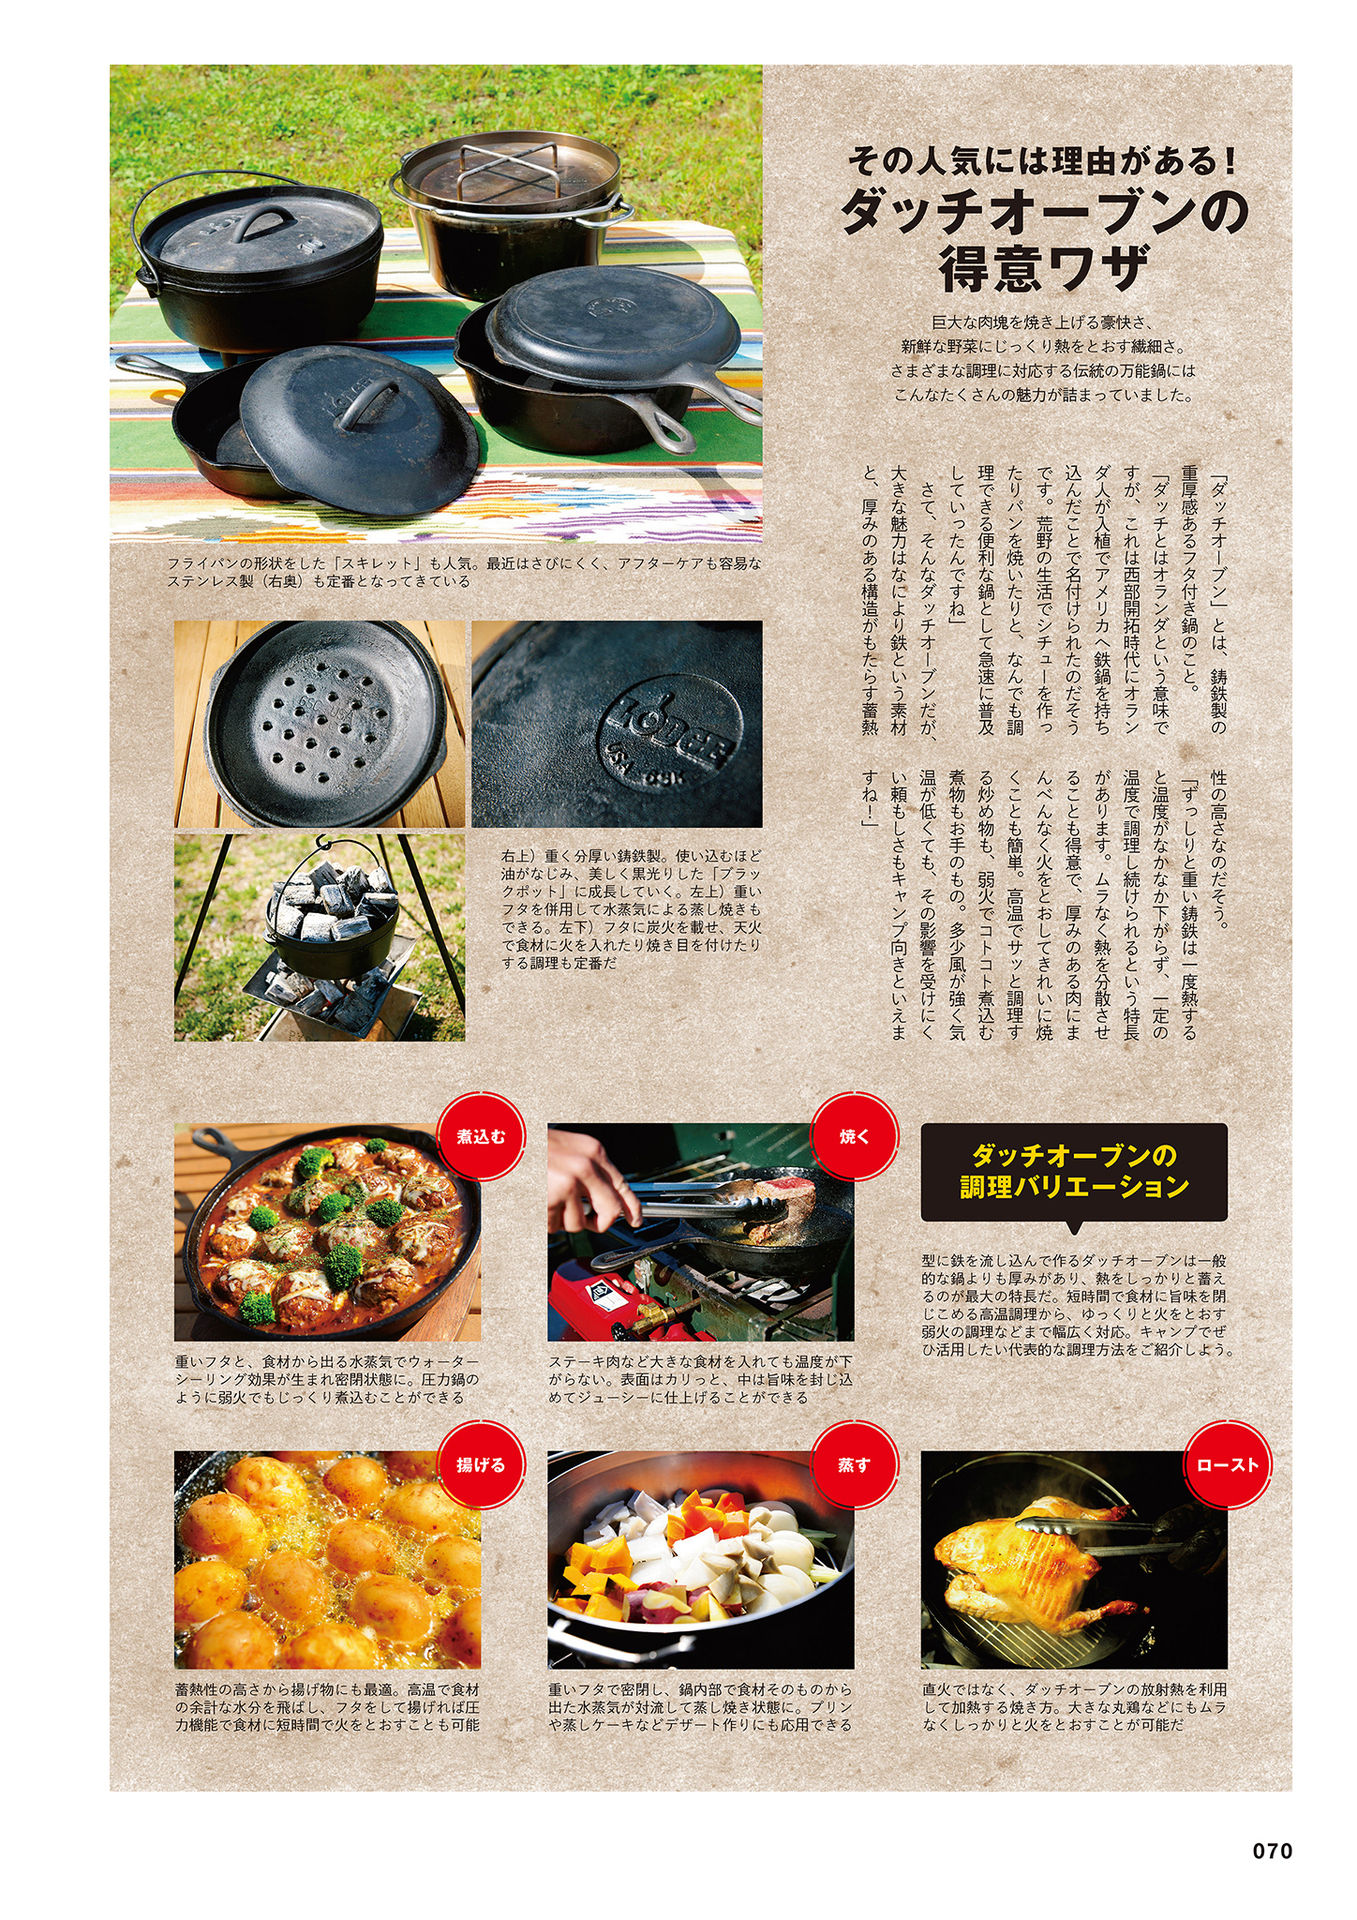 その人気には理由がある！
ダッチオーブンの
得意ワザ
巨大な肉塊を焼き上げる豪快さ、
新鮮な野菜にじっくり熱をとおす繊細さ。
さまざまな調理に対応する伝統の万能鍋には
こんなたくさんの魅力が詰まっていました。
「ダッチオーブン」とは、鋳鉄製の
重厚感あるフタ付き鍋のこと。
「ダッチとはオランダという意味で
すが、これは西部開拓時代にオラン
ダ人が入植でアメリカへ鉄鍋を持ち
込んだことで名付けられたのだそう
です。荒野の生活でシチューを作っ
たりパンを焼いたりと、なんでも調
理できる便利な鍋として急速に普及
していったんですね」
さて、そんなダッチオーブンだが、
大きな魅力はなにより鉄という素材
と、厚みのある構造がもたらす蓄熱
性の高さなのだそう。
「ずっしりと重い鋳鉄は一度熱する
と温度がなかなか下がらず、一定の
温度で調理し続けられるという特長
があります。ムラなく熱を分散させ
ることも得意で、厚みのある肉にま
んべんなく火をとおしてきれいに焼
くことも簡単。高温でサッと調理す
る炒め物も、弱火でコトコト煮込む
煮物もお手のもの。多少風が強く気
温が低くても、その影響を受けにく
い頼もしさもキャンプ向きといえま
すね！」
フライパンの形状をした「スキレット」も人気。最近はさびにくく、アフターケアも容易な
ステンレス製（右奥）も定番となってきている
LODGE
USA
右上）重く分厚い鋳鉄製。使い込むほど
油がなじみ、美しく黒光りした「ブラッ
クポット」に成長していく。左上）重い
フタを併用して水蒸気による蒸し焼きも
できる。左下）フタに炭火を載せ、天火
で食材に火を入れたり焼き目を付けたり
する調理も定番だ
ダッチオーブンの
調理バリエーション
型に鉄を流し込んで作るダッチオーブンは一般
的な鍋よりも厚みがあり、熱をしっかりと蓄え
るのが最大の特長だ。短時間で食材に旨味を閉
じこめる高温調理から、ゆっくりと火をとおす
弱火の調理などまで幅広く対応。キャンプでぜ
ひ活用したい代表的な調理方法をご紹介しよう。
煮込む
重いフタと、食材から出る水蒸気でウォーター
シーリング効果が生まれ密閉状態に。圧力鍋の
ように弱火でもじっくり煮込むことができる
焼く
ステーキ肉など大きな食材を入れても温度が下
がらない。表面はカリっと、中は旨味を封じ込
めてジューシーに仕上げることができる
揚げる
蓄熱性の高さから揚げ物にも最適。高温で食材
の余計な水分を飛ばし、フタをして揚げれば圧
力機能で食材に短時間で火をとおすことも可能
蒸す
重いフタで密閉し、鍋内部で食材そのものから
出た水蒸気が対流して蒸し焼き状態に。プリン
や蒸しケーキなどデザート作りにも応用できる
ロースト
直火ではなく、ダッチオーブンの放射熱を利用
して加熱する焼き方。大きな丸鶏などにもムラ
なくしっかりと火をとおすことが可能だ
070